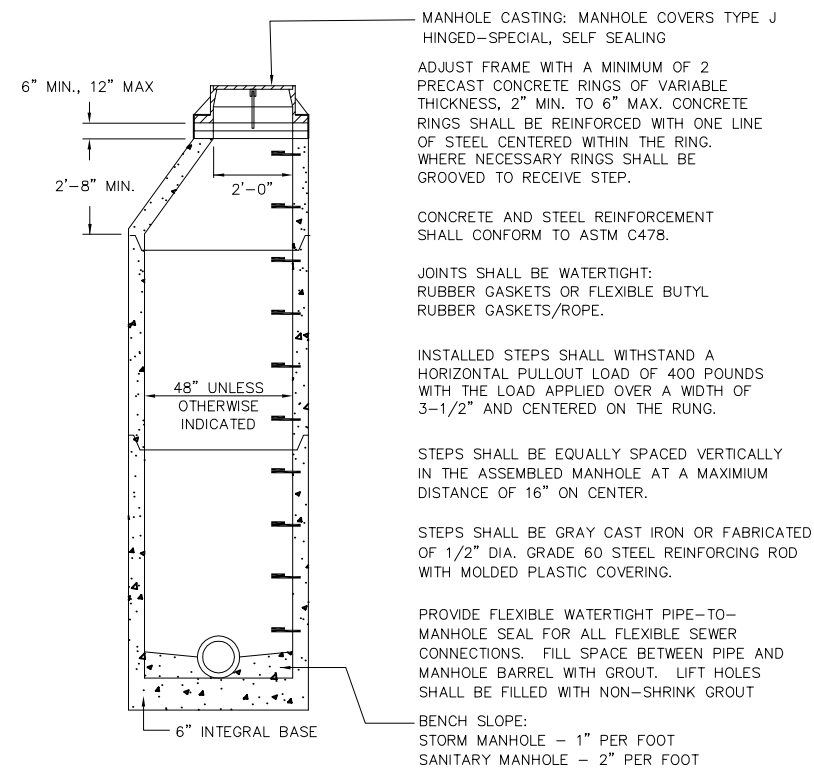 MANHOLE CASTING: MANHOLE COVERS TYPE J
HINGED-SPECIAL, SELF SEALING
6" MIN., 12" MAX
2'-8" MIN.
2'-0"
ADJUST FRAME WITH A MINIMUM OF 2
PRECAST CONCRETE RINGS OF VARIABLE
THICKNESS, 2" MIN. TO 6" MAX. CONCRETE
RINGS SHALL BE REINFORCED WITH ONE LINE
OF STEEL CENTERED WITHIN THE RING.
WHERE NECESSARY RINGS SHALL BE
GROOVED TO RECEIVE STEP.
CONCRETE AND STEEL REINFORCEMENT
SHALL CONFORM TO ASTM C478.
JOINTS SHALL BE WATERTIGHT:
RUBBER GASKETS OR FLEXIBLE BUTYL
RUBBER GASKETS/ROPE.
48" UNLESS
OTHERWISE
INDICATED
INSTALLED STEPS SHALL WITHSTAND A
HORIZONTAL PULLOUT LOAD OF 400 POUNDS
WITH THE LOAD APPLIED OVER A WIDTH OF
3-1/2" AND CENTERED ON THE RUNG.
STEPS SHALL BE EQUALLY SPACED VERTICALLY
IN THE ASSEMBLED MANHOLE AT A MAXIMIUM
DISTANCE OF 16" ON CENTER.
STEPS SHALL BE GRAY CAST IRON OR FABRICATED
OF 1/2" DIA. GRADE 60 STEEL REINFORCING ROD
WITH MOLDED PLASTIC COVERING.
PROVIDE FLEXIBLE WATERTIGHT PIPE-TO-
MANHOLE SEAL FOR ALL FLEXIBLE SEWER
CONNECTIONS. FILL SPACE BETWEEN PIPE AND
MANHOLE BARREL WITH GROUT. LIFT HOLES
SHALL BE FILLED WITH NON-SHRINK GROUT
6" INTEGRAL BASE
BENCH SLOPE:
STORM MANHOLE - 1" PER FOOT
SANITARY MANHOLE - 2" PER FOOT